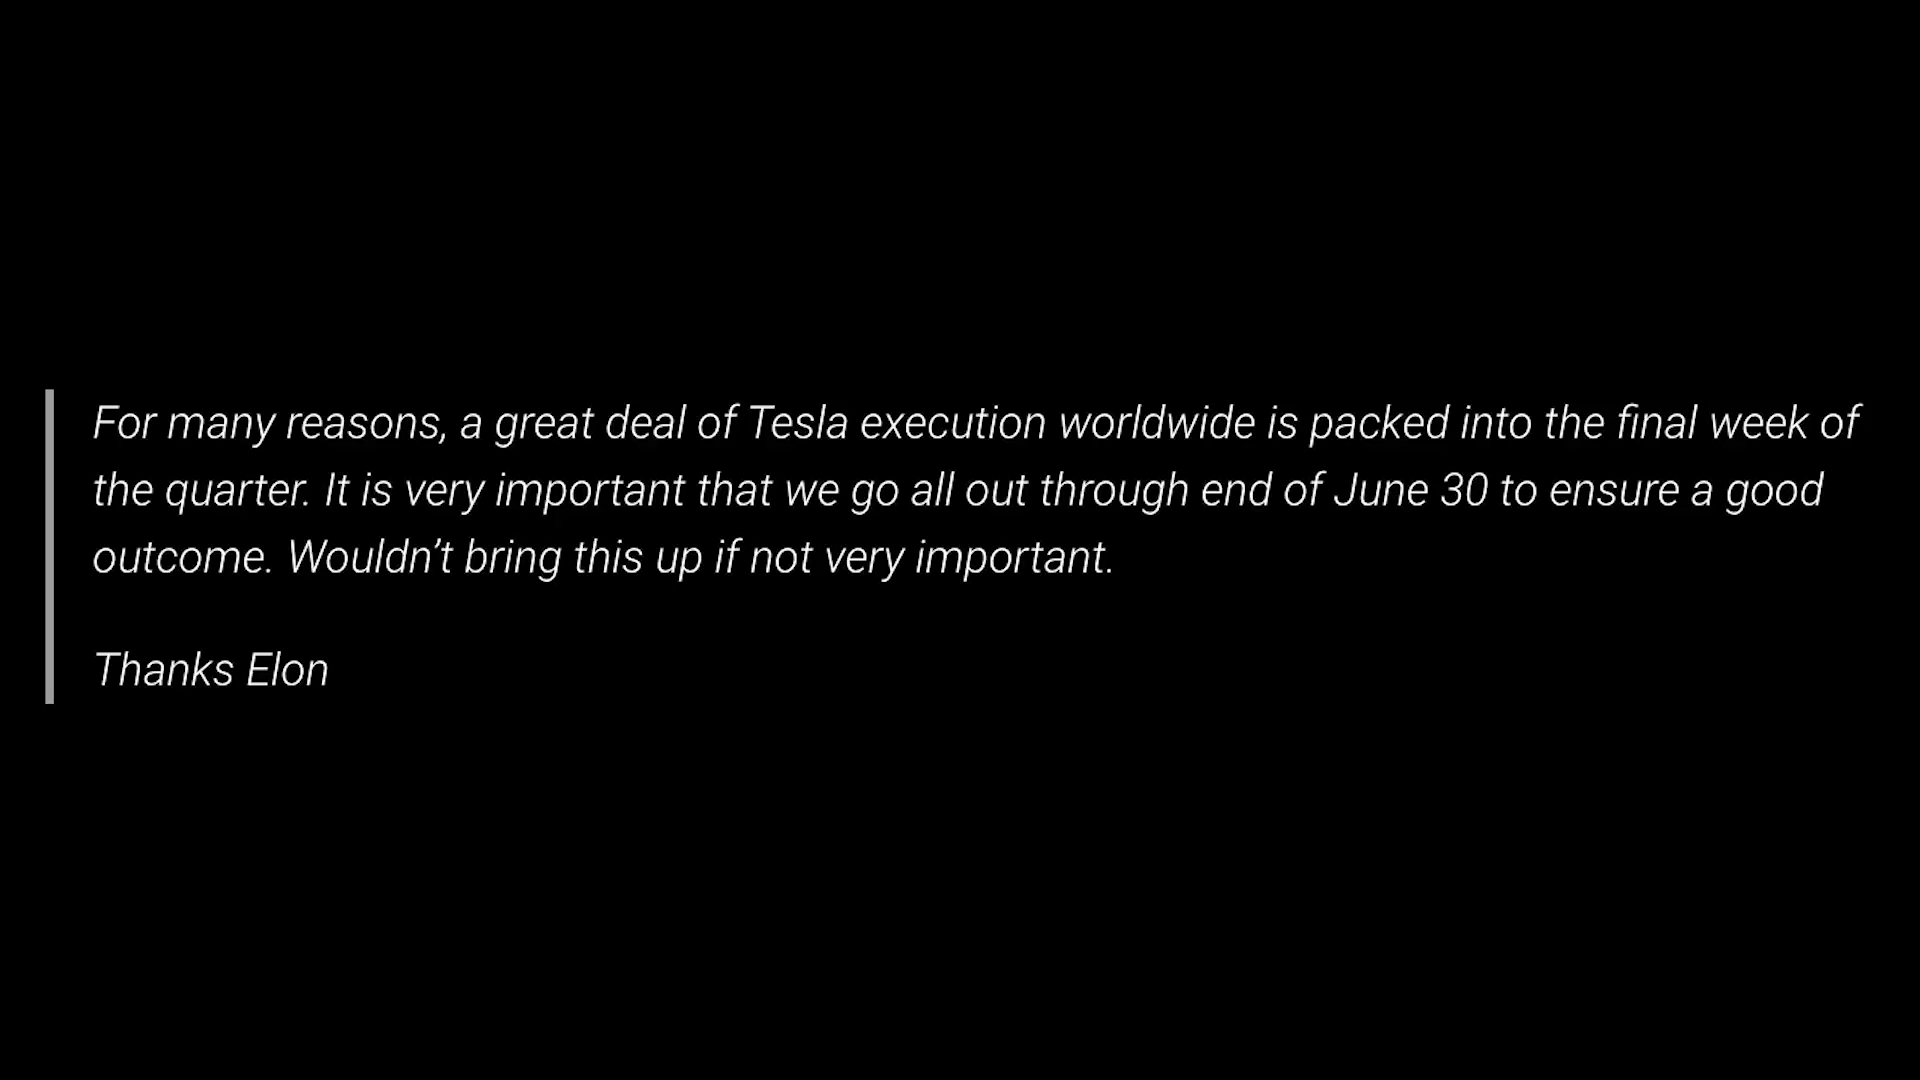 For many reasons, a great deal of Tesla execution worldwide is packed into the final week of
the quarter. It is very important that we go all out through end of June 30 to ensure a good
outcome. Wouldn’t bring this up if not very important.
Thanks Elon